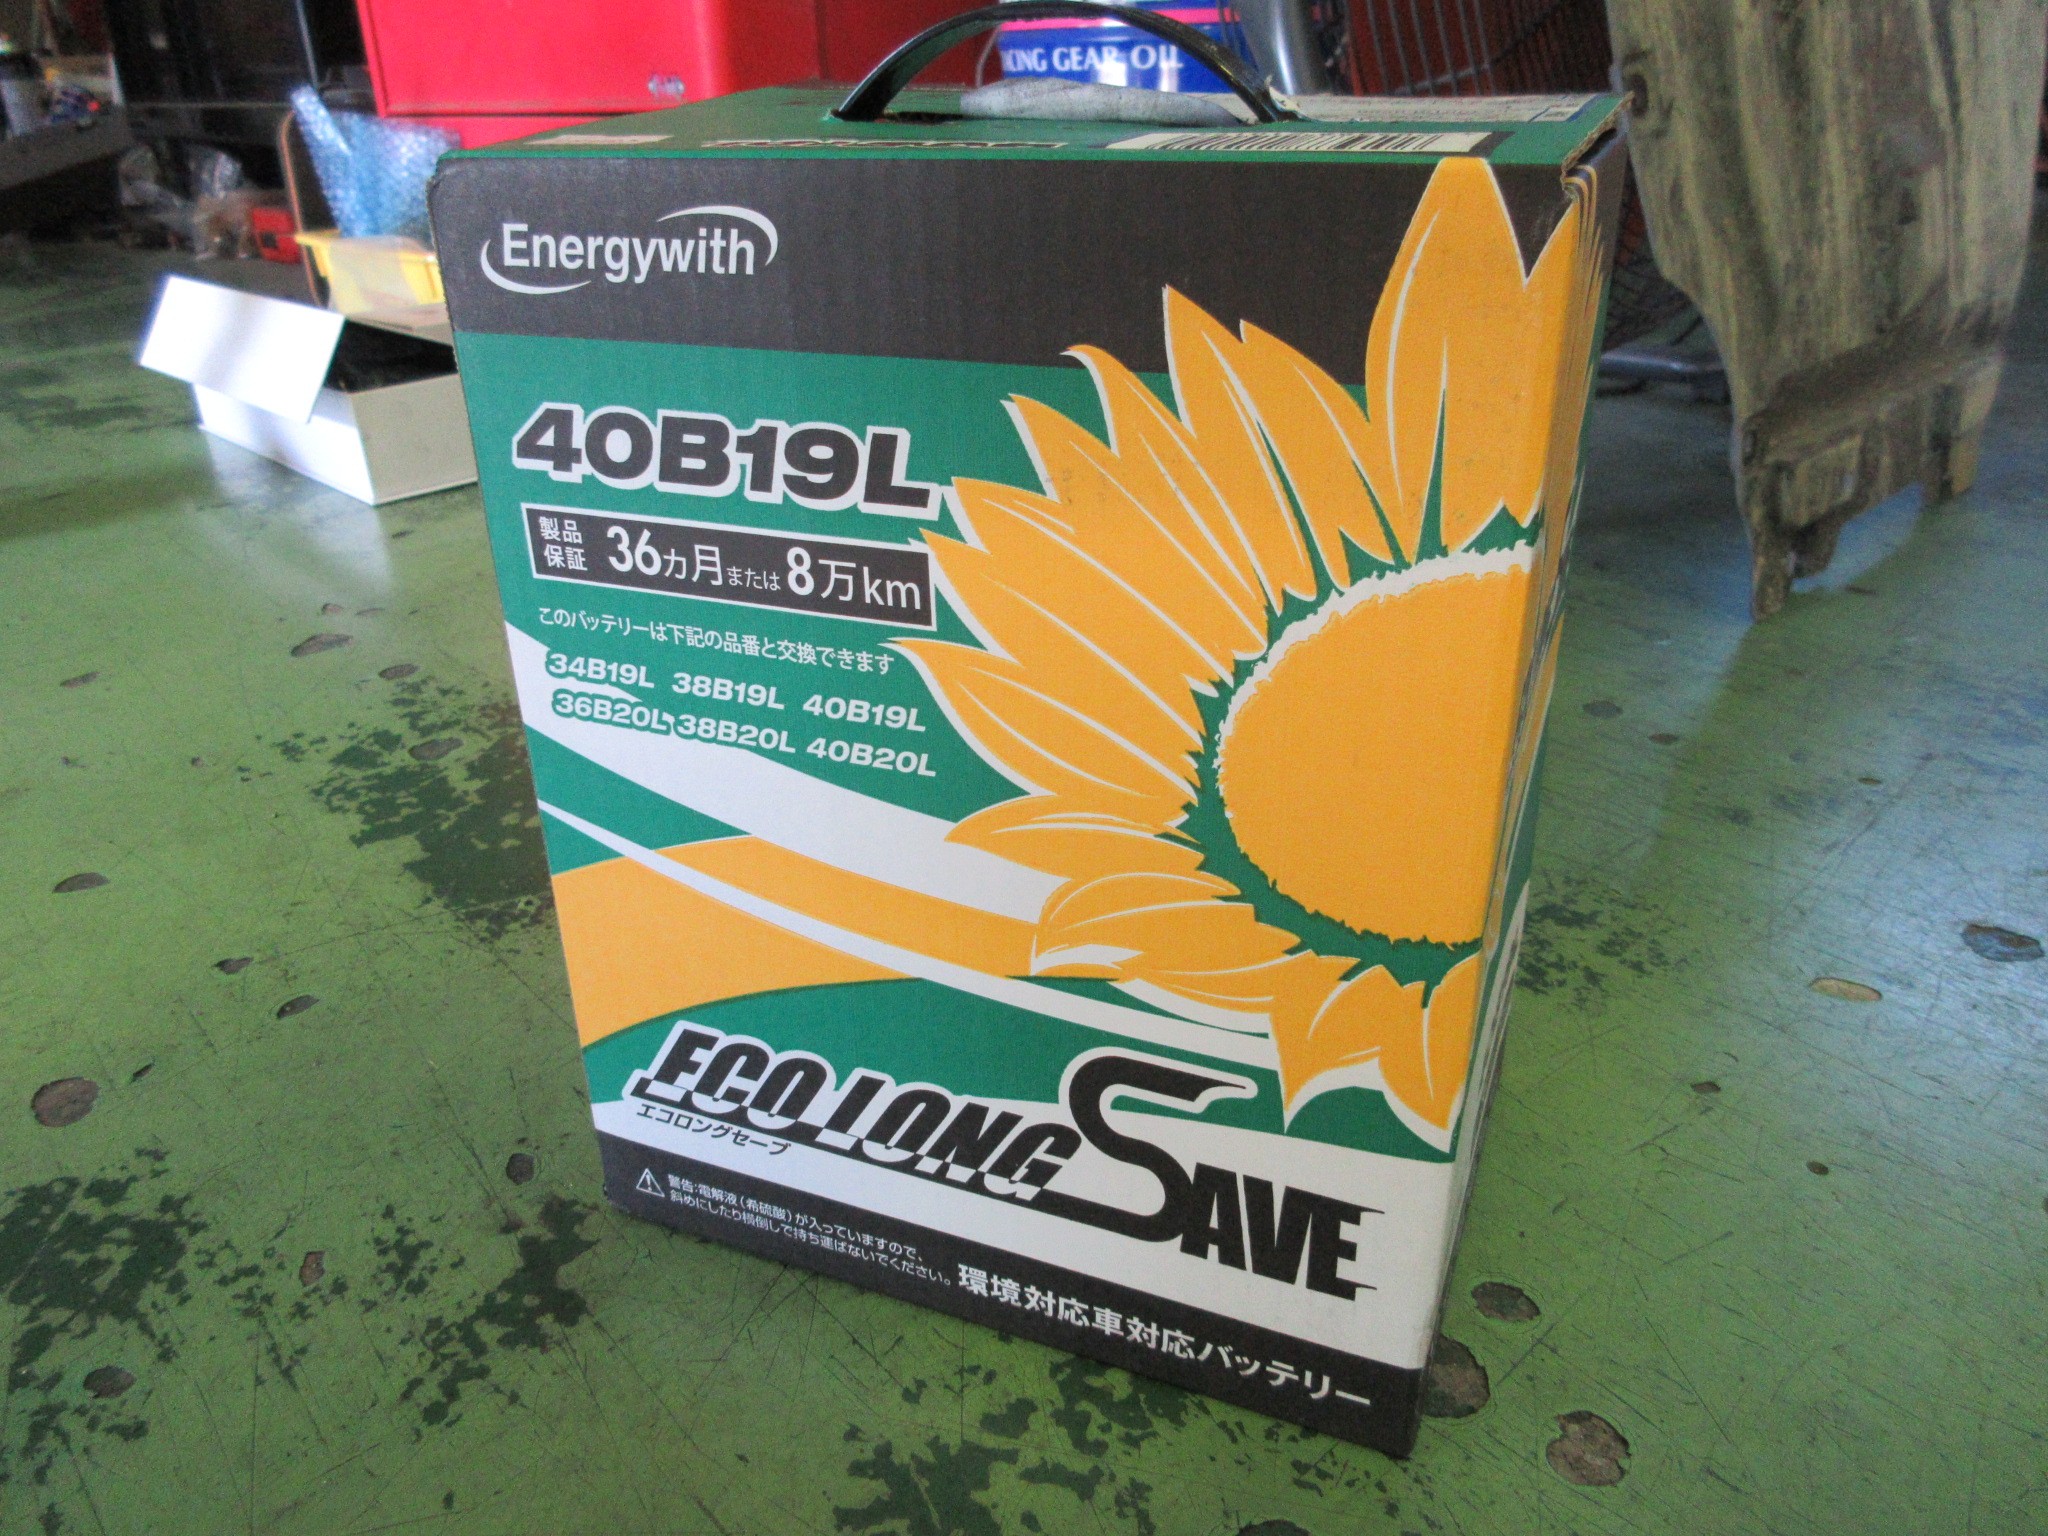 RACING GEAR OIL
Energywith
40B19L
製品保証 36カ月または8万km
このバッテリーは下記の品番と交換できます
34B19L 38B19L 40B19L
36B20L 38B20L 40B20L
ECO LONG SAVE
エコロングセーブ
警告:電解液(希硫酸)が入っていますので、
斜めにしたり横倒しで持ち運ばないでください。
環境対応車対応バッテリー